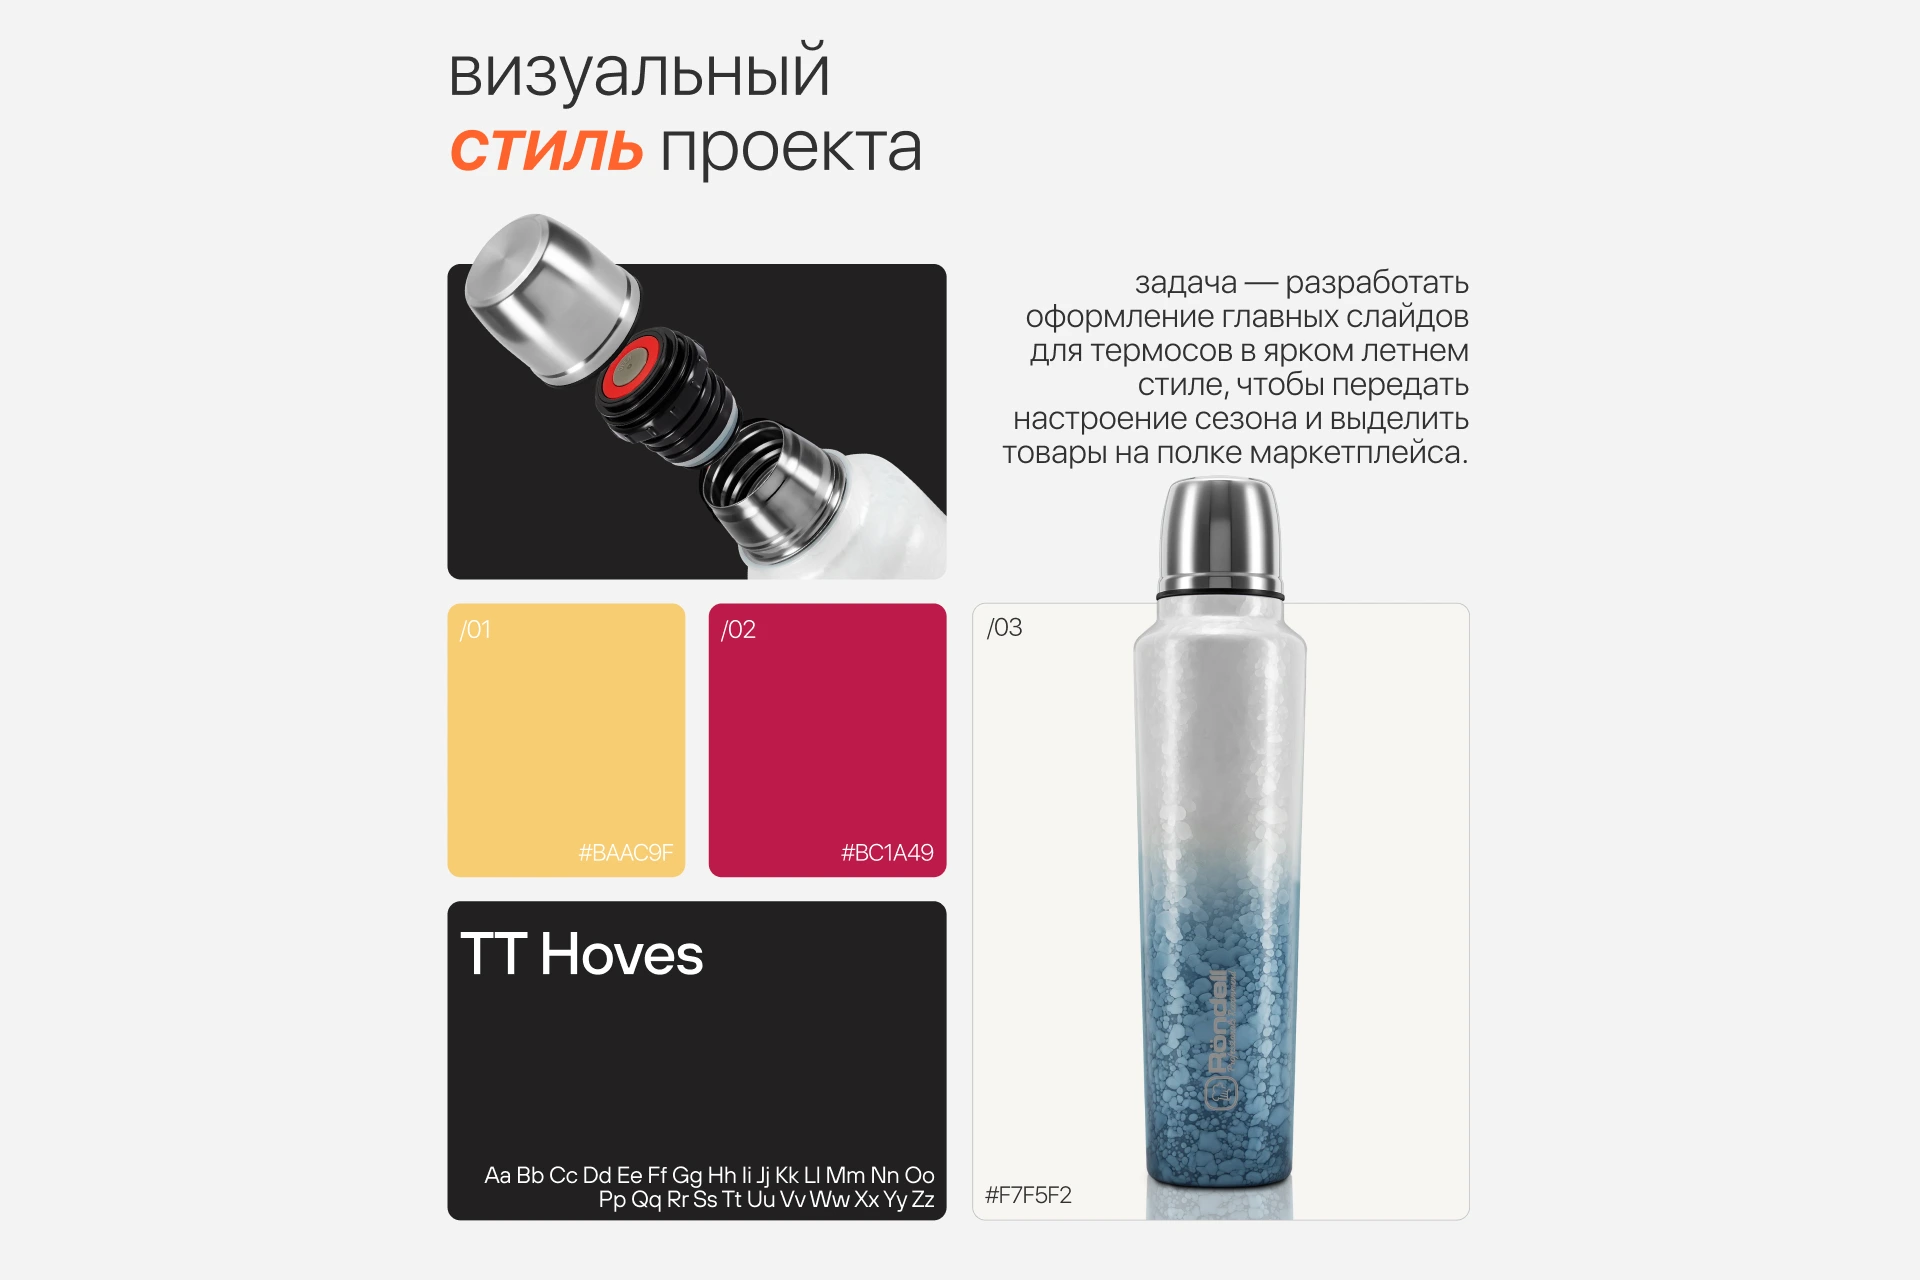 визуальный
стиль проекта
задача — разработать
оформление главных слайдов
для термосов в ярком летнем
стиле, чтобы передать
настроение сезона и выделить
товары на полке маркетплейса.
/01
#BAAC9F
/02
#BC1A49
/03
#F7F5F2
Rondell
TT Hoves
Aa Bb Cc Dd Ee Ff Gg Hh Ii Jj Kk Ll Mm Nn Oo
Pp Qq Rr Ss Tt Uu Vv Ww Xx Yy Zz